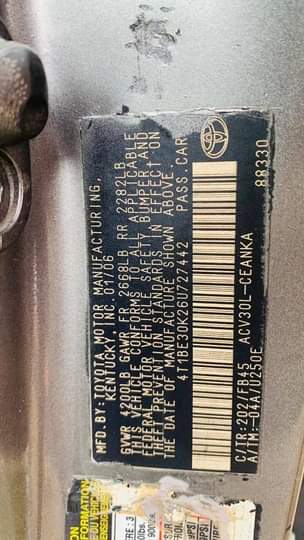 MFD.BY:TOYOTA MOTOR MANUFACTURING,
KENTUCKY, INC. 01/06
GVWR 4200LB GAWR FR 2668LB RR 2282LB
THIS VEHICLE CONFORMS TO ALL APPLICABLE
FEDERAL MOTOR VEHICLE SAFETY, BUMPER AND
THEFT PREVENTION STANDARDS IN EFFECT ON
THE DATE OF MANUFACTURE SHOWN ABOVE.
4T1BE30K26U727442 PASS.CAR
C/TR:202/FB45 ACV30L-CEANKA
A/TM:-04A/U250E 88330
FORMATION